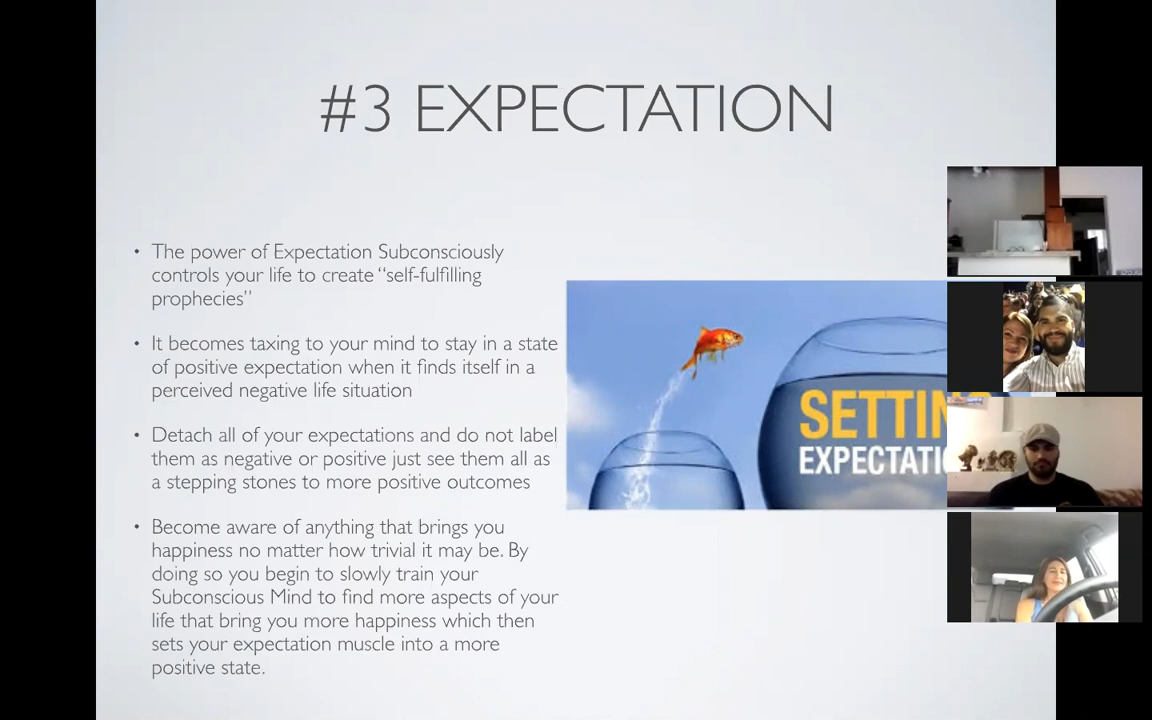 #3 EXPECTATION
• The power of Expectation Subconsciously
controls your life to create “self-fulfilling
prophecies”
• It becomes taxing to your mind to stay in a state
of positive expectation when it finds itself in a
perceived negative life situation
• Detach all of your expectations and do not label
them as negative or positive just see them all as
a stepping stones to more positive outcomes
• Become aware of anything that brings you
happiness no matter how trivial it may be. By
doing so you begin to slowly train your
Subconscious Mind to find more aspects of your
life that bring you more happiness which then
sets your expectation muscle into a more
positive state.
SETTIN
EXPECTATIO